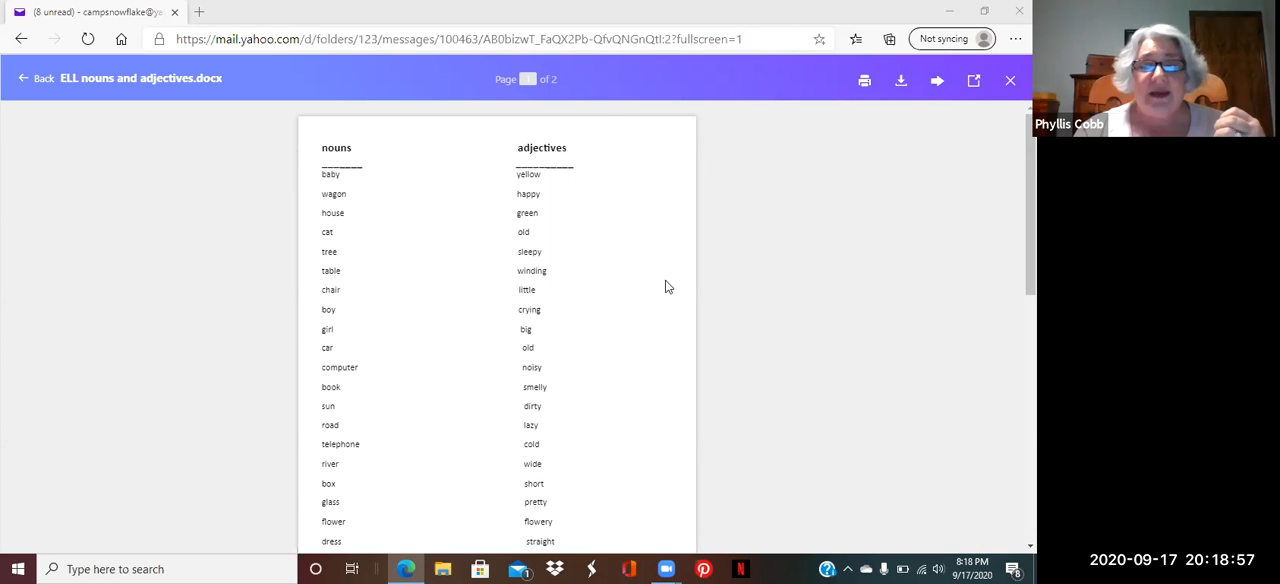 (8 unread) - campsnowflake@ya
https://mail.yahoo.com/d/folders/123/messages/100463/AB0bizwT_FaQX2Pb-QfvQNGnQtI:2?fullscreen=1
Not syncing
Back ELL nouns and adjectives.docx
Page 1 of 2
Phyllis Cobb
nouns adjectives
baby yellow
wagon happy
house green
cat old
tree sleepy
table winding
chair little
boy crying
girl big
car old
computer noisy
book smelly
sun dirty
road lazy
telephone cold
river wide
box short
glass pretty
flower flowery
dress straight
Type here to search
1
N
8:18 PM
9/17/2020
8
2020-09-17 20:18:57